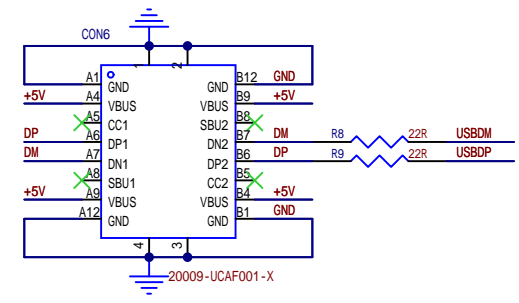 CON6
1 2
A1 GND GND B12 GND
+5V A4 VBUS VBUS B9 +5V
A5 CC1 SBU2 B8
DP A6 DP1 DN2 B7 DM R8 22R USBDM
DM A7 DN1 DP2 B6 DP R9 22R USBDP
A8 SBU1 CC2 B5
+5V A9 VBUS VBUS B4 +5V
A12 GND GND B1 GND
4 3
20009-UCAF001-X